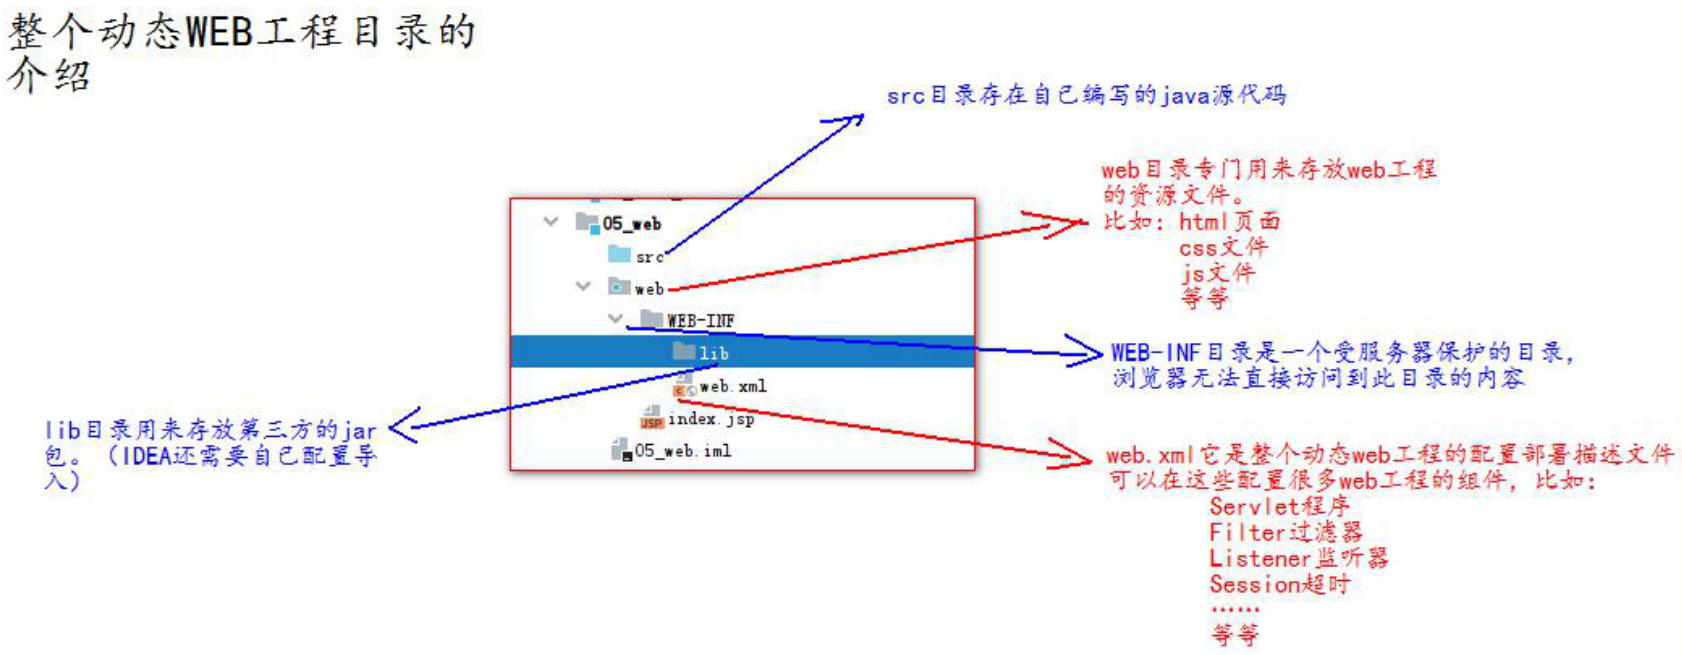 整个动态WEB工程目录的
介绍
src目录存在自己编写的java源代码
web目录专门用来存放web工程
的资源文件。
比如: html页面
css文件
js文件
等等
05_web
src
web
WEB-INF
lib
web.xml
index.jsp
05_web.iml
WEB-INF目录是一个受服务器保护的目录,
浏览器无法直接访问到此目录的内容
lib目录用来存放第三方的jar
包。（IDEA还需要自己配置导
入）
web.xml它是整个动态web工程的配置部署描述文件
可以在这些配置很多web工程的组件, 比如:
Servlet程序
Filter过滤器
Listener监听器
Session超时
……
等等